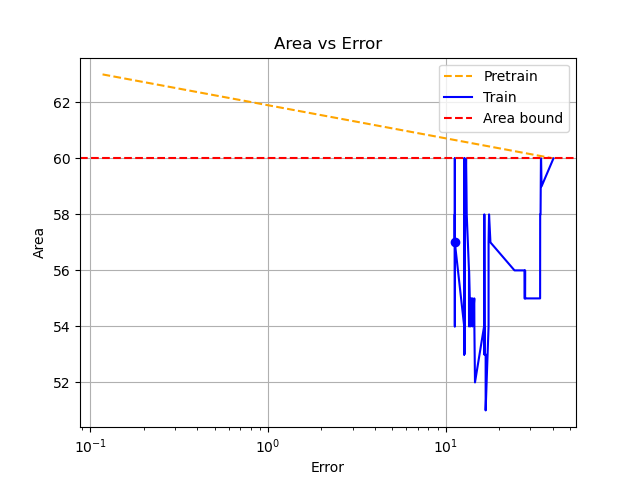 Area vs Error
Pretrain
Train
Area bound
62
60
58
56
54
52
Area
10⁻¹
10⁰
10¹
Error